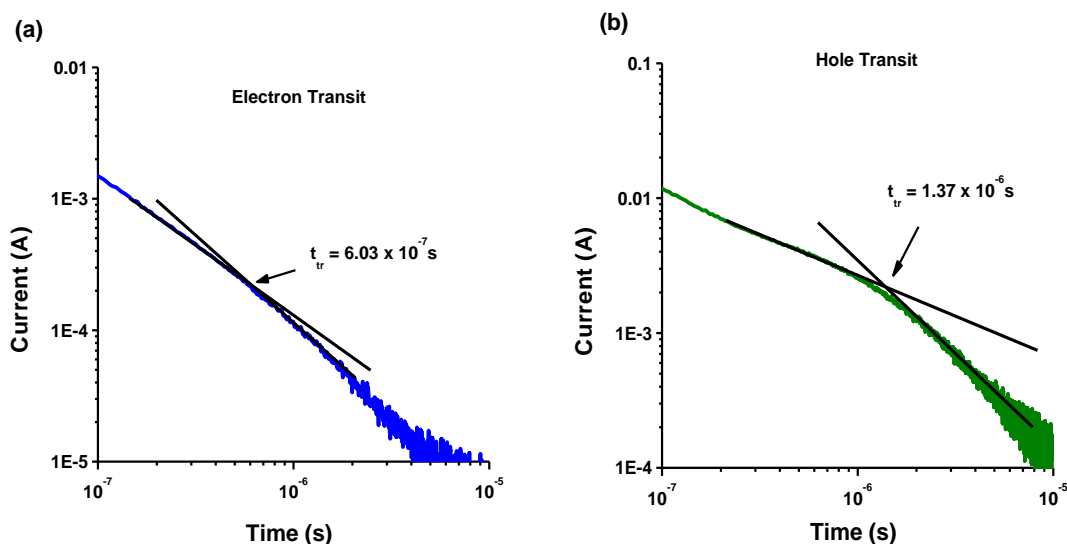 (a)
Electron Transit
0.01
1E-3
1E-4
1E-5
Current (A)
t_tr = 6.03 x 10^-7 s
10^-7
10^-6
10^-5
Time (s)
(b)
Hole Transit
0.1
0.01
1E-3
1E-4
Current (A)
t_tr = 1.37 x 10^-6 s
10^-7
10^-6
10^-5
Time (s)